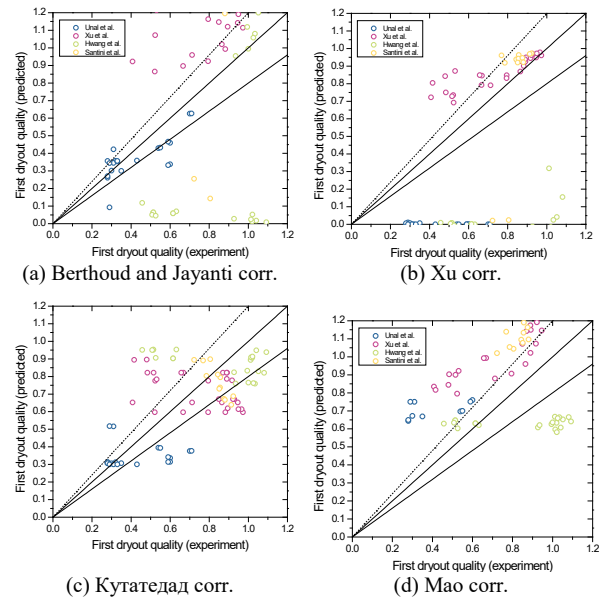 1.2
1.1
1.0
0.9
0.8
0.7
0.6
0.5
0.4
0.3
0.2
0.1
0.0
0.0 0.2 0.4 0.6 0.8 1.0 1.2
First dryout quality (predicted)
First dryout quality (experiment)
Unal et al.
Xu et al.
Hwang et al.
Santini et al.
(a) Berthoud and Jayanti corr.
1.2
1.1
1.0
0.9
0.8
0.7
0.6
0.5
0.4
0.3
0.2
0.1
0.0
0.0 0.2 0.4 0.6 0.8 1.0 1.2
First dryout quality (predicted)
First dryout quality (experiment)
Unal et al.
Xu et al.
Hwang et al.
Santini et al.
(b) Xu corr.
1.2
1.1
1.0
0.9
0.8
0.7
0.6
0.5
0.4
0.3
0.2
0.1
0.0
0.0 0.2 0.4 0.6 0.8 1.0 1.2
First dryout quality (predicted)
First dryout quality (experiment)
(c) Кутатедад corr.
1.2
1.1
1.0
0.9
0.8
0.7
0.6
0.5
0.4
0.3
0.2
0.1
0.0
0.0 0.2 0.4 0.6 0.8 1.0 1.2
First dryout quality (predicted)
First dryout quality (experiment)
Unal et al.
Xu et al.
Hwang et al.
Santini et al.
(d) Mao corr.